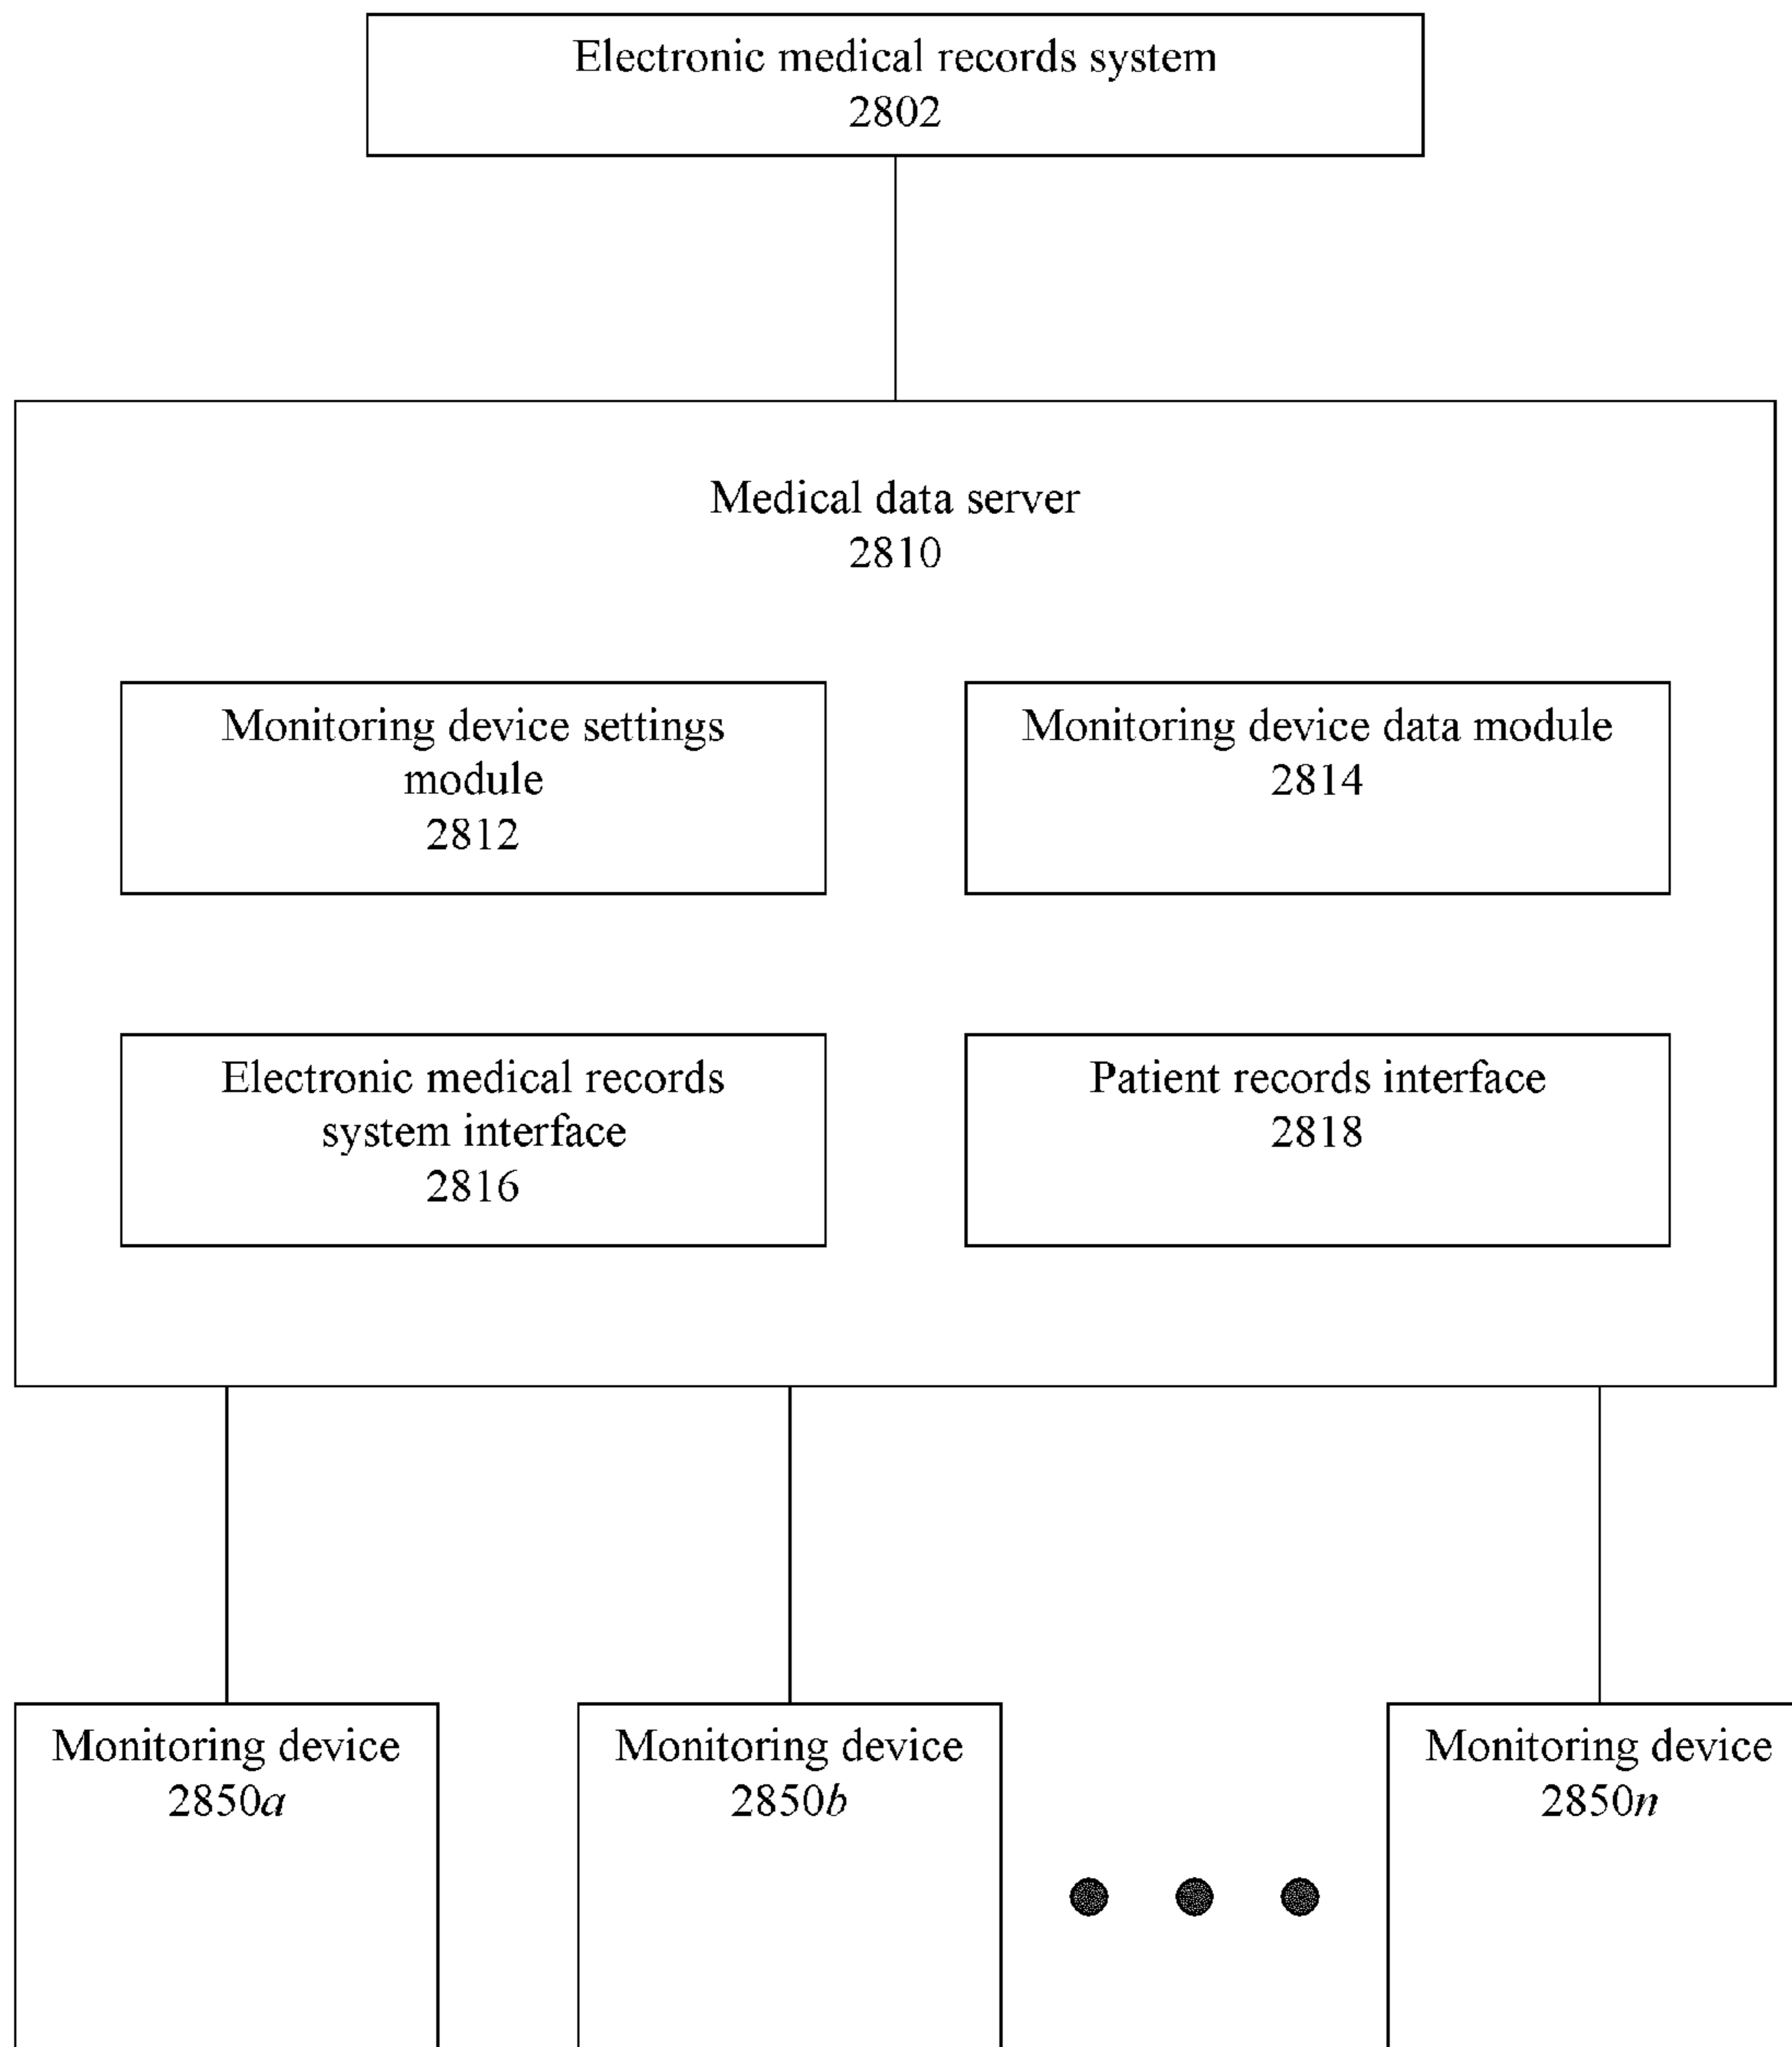 Electronic medical records system
2802
Medical data server
2810
Monitoring device settings
module
2812
Monitoring device data module
2814
Electronic medical records
system interface
2816
Patient records interface
2818
Monitoring device
2850a
Monitoring device
2850b
Monitoring device
2850n